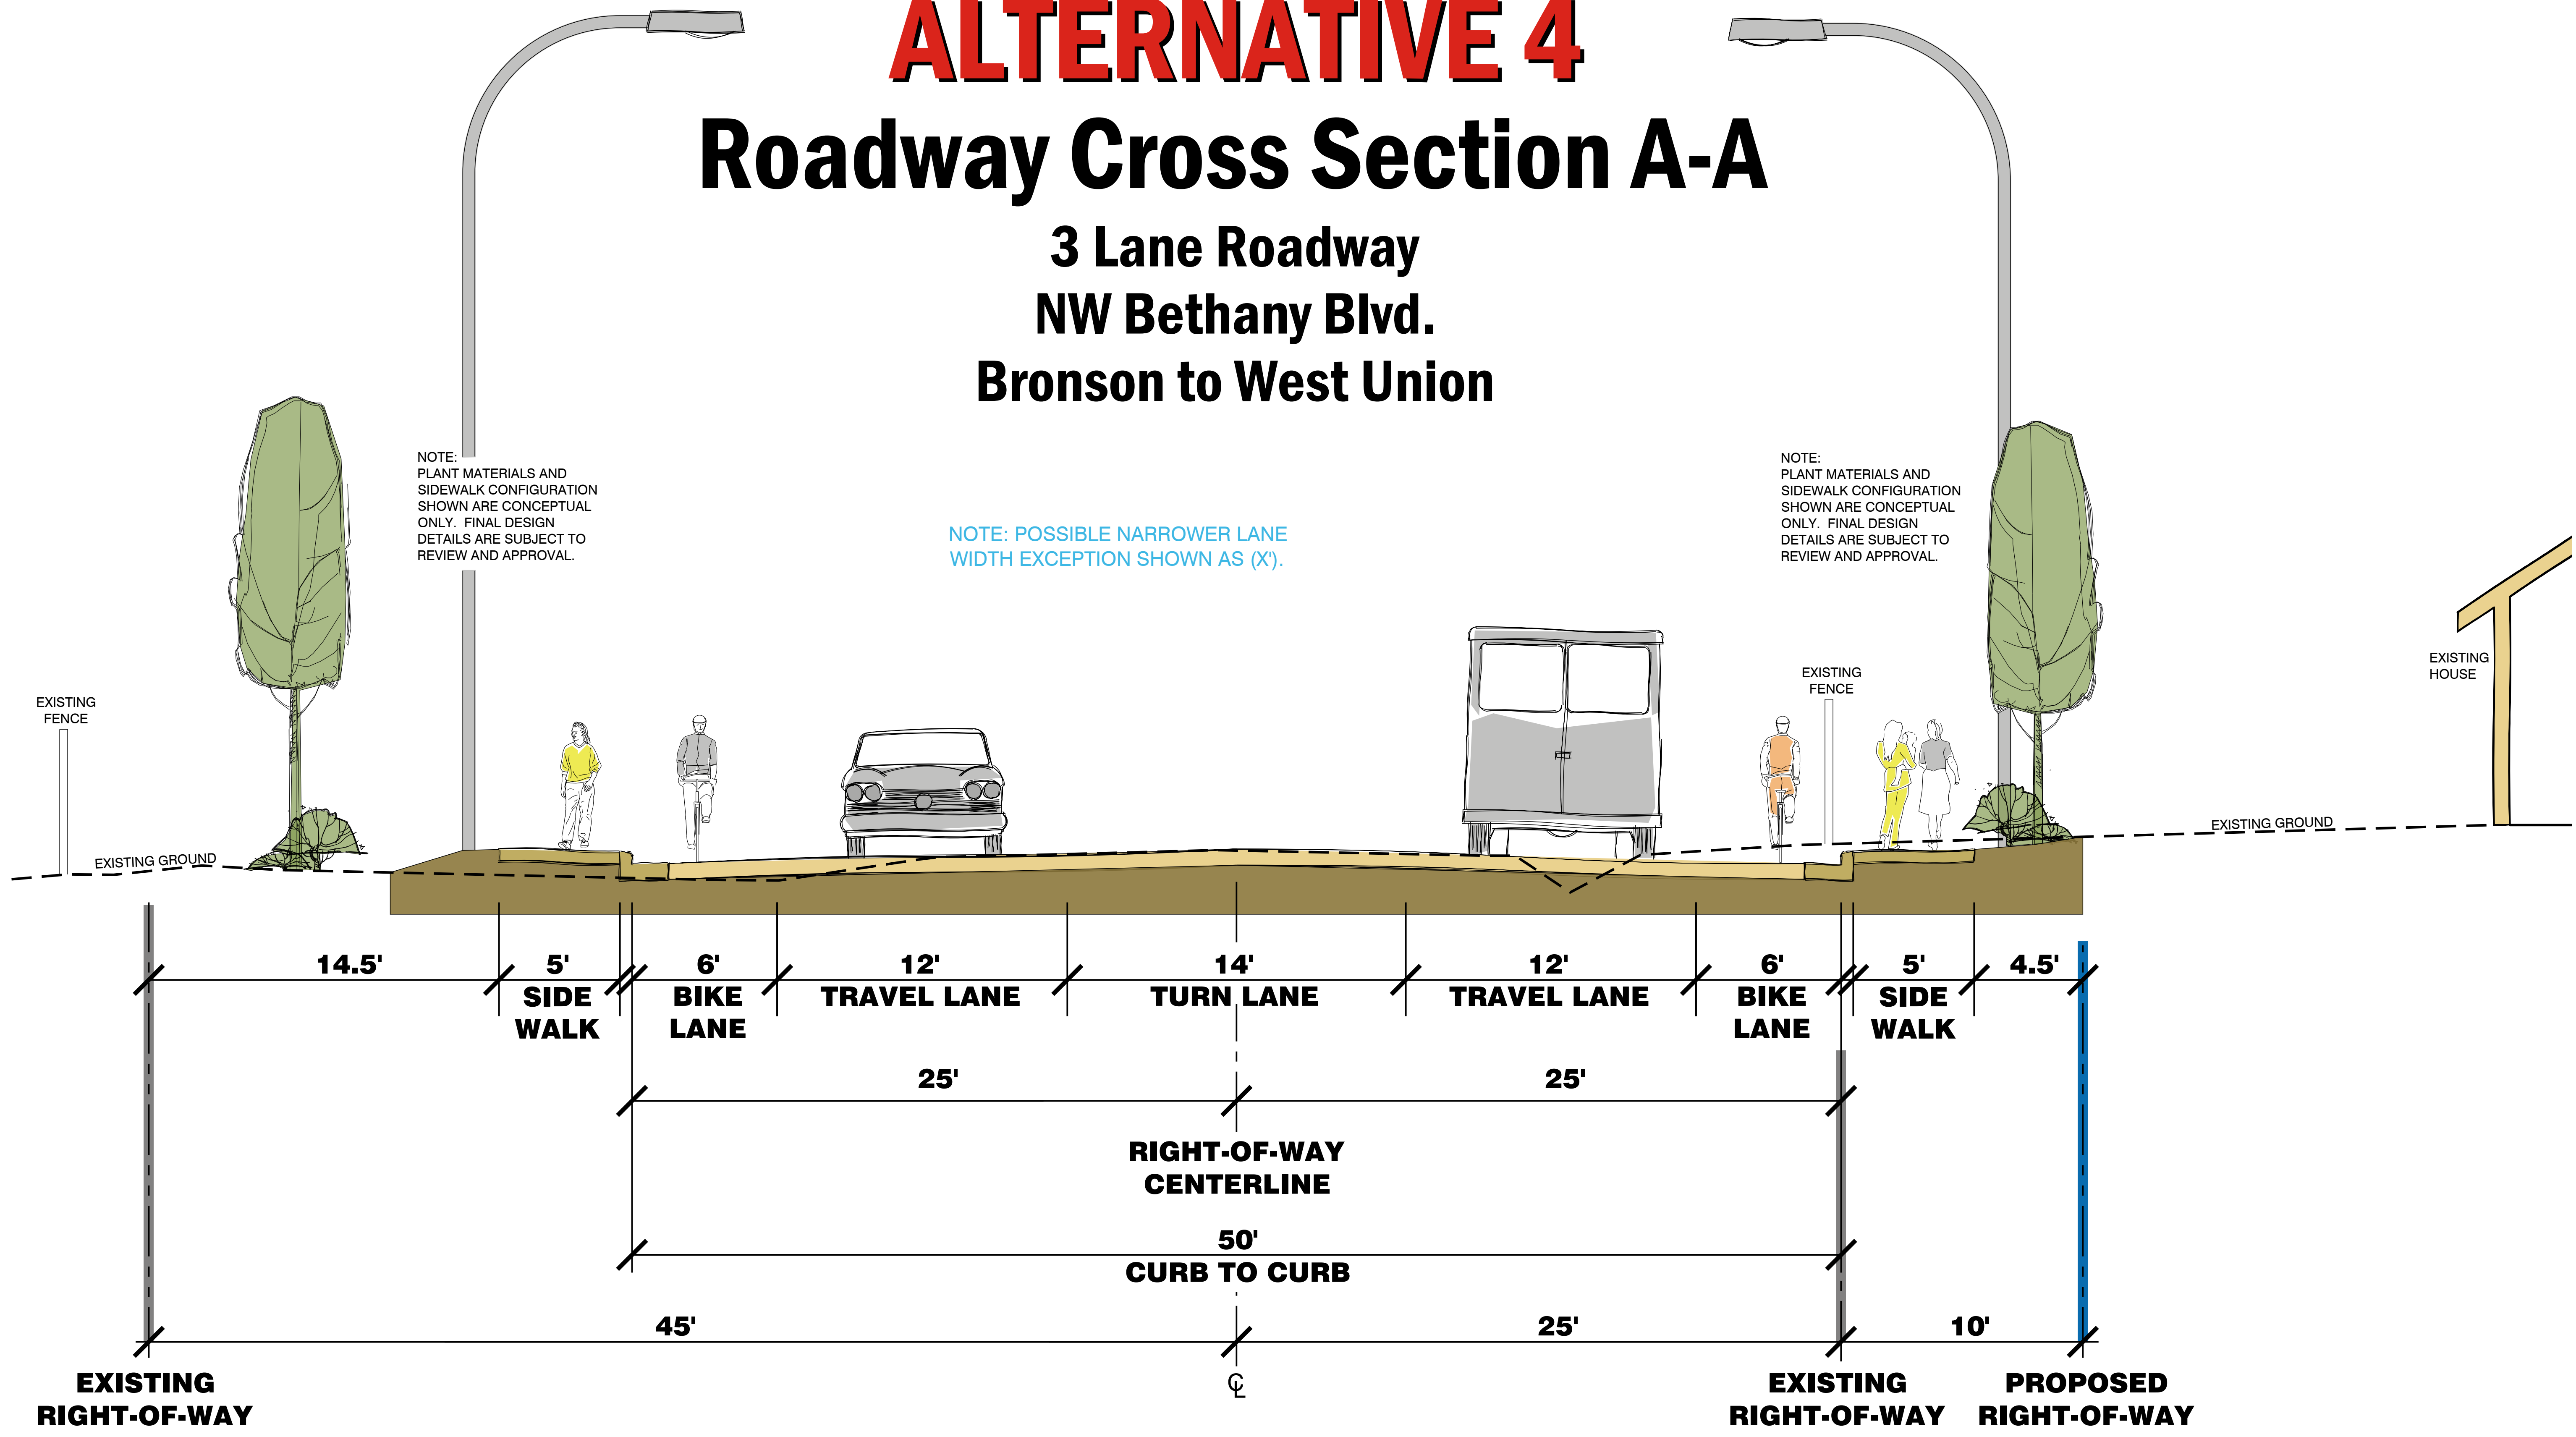 ALTERNATIVE 4
Roadway Cross Section A-A
3 Lane Roadway
NW Bethany Blvd.
Bronson to West Union
NOTE:
PLANT MATERIALS AND
SIDEWALK CONFIGURATION
SHOWN ARE CONCEPTUAL
ONLY.  FINAL DESIGN
DETAILS ARE SUBJECT TO
REVIEW AND APPROVAL.
NOTE: POSSIBLE NARROWER LANE
WIDTH EXCEPTION SHOWN AS (X').
NOTE:
PLANT MATERIALS AND
SIDEWALK CONFIGURATION
SHOWN ARE CONCEPTUAL
ONLY.  FINAL DESIGN
DETAILS ARE SUBJECT TO
REVIEW AND APPROVAL.
EXISTING
FENCE
EXISTING
FENCE
EXISTING
HOUSE
EXISTING GROUND
EXISTING GROUND
14.5'
5'
SIDE
WALK
6'
BIKE
LANE
12'
TRAVEL LANE
14'
TURN LANE
12'
TRAVEL LANE
6'
BIKE
LANE
5'
SIDE
WALK
4.5'
25'
25'
RIGHT-OF-WAY
CENTERLINE
50'
CURB TO CURB
45'
25'
10'
EXISTING
RIGHT-OF-WAY
℄
EXISTING
RIGHT-OF-WAY
PROPOSED
RIGHT-OF-WAY